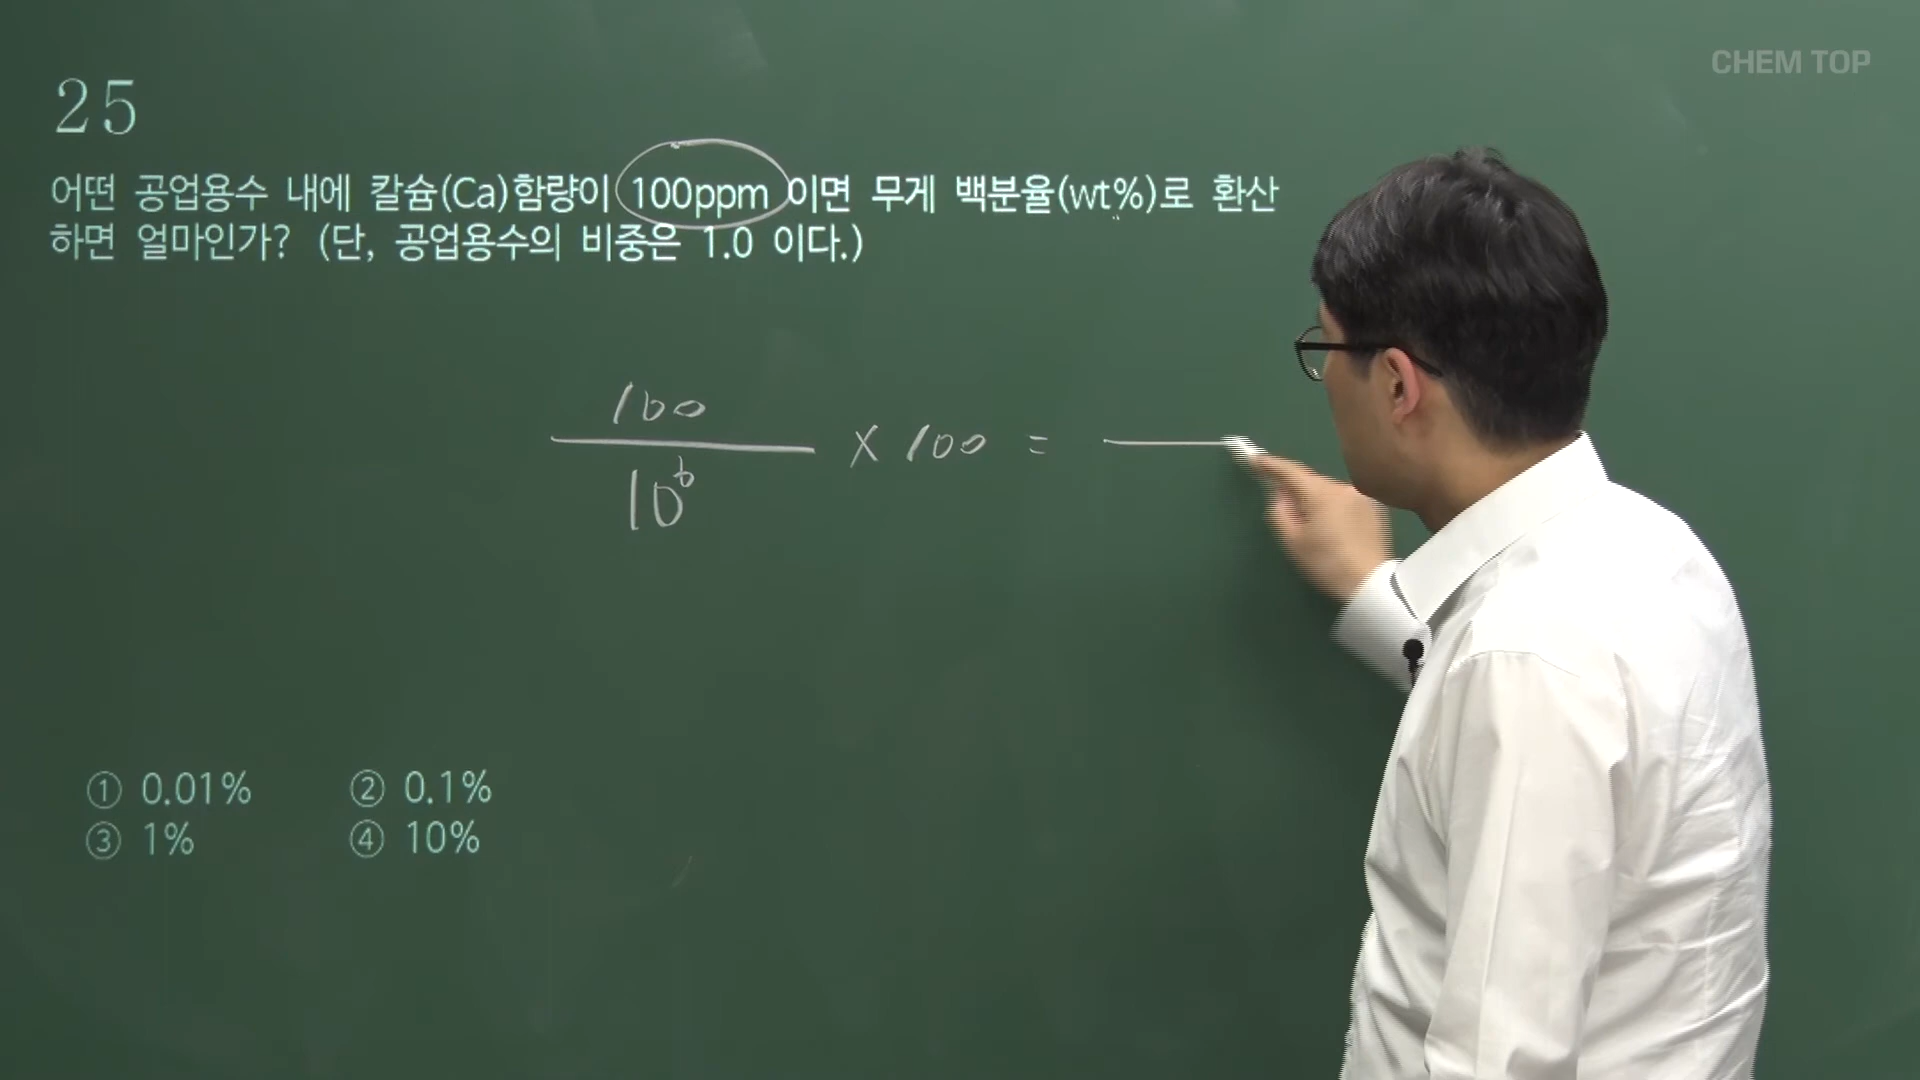 CHEM TOP
25
어떤 공업용수 내에 칼슘(Ca)함량이 100ppm 이면 무게 백분율(wt%)로 환산
하면 얼마인가? (단, 공업용수의 비중은 1.0 이다.)
100
10⁶
× 100 =
① 0.01% ② 0.1%
③ 1% ④ 10%